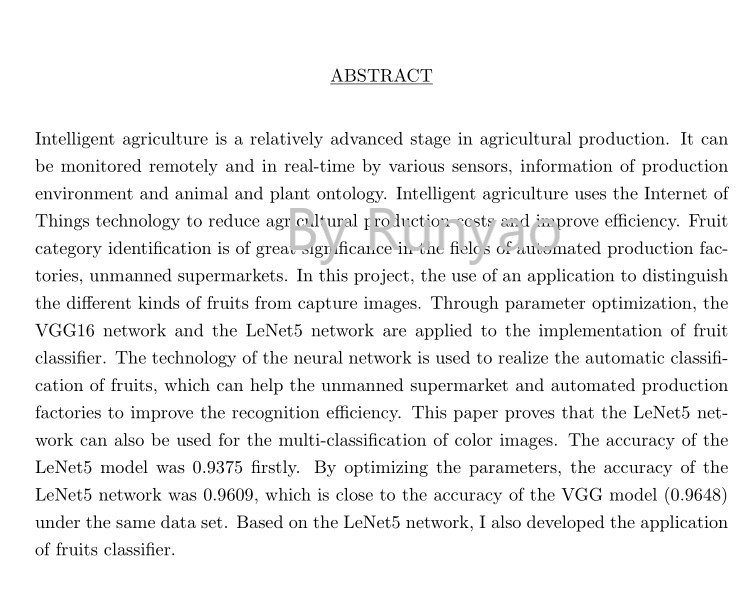 ABSTRACT
Intelligent agriculture is a relatively advanced stage in agricultural production. It can
be monitored remotely and in real-time by various sensors, information of production
environment and animal and plant ontology. Intelligent agriculture uses the Internet of
Things technology to reduce agricultural production costs and improve efficiency. Fruit
By Runyao
category identification is of great significance in the fields of automated production fac-
tories, unmanned supermarkets. In this project, the use of an application to distinguish
the different kinds of fruits from capture images. Through parameter optimization, the
VGG16 network and the LeNet5 network are applied to the implementation of fruit
classifier. The technology of the neural network is used to realize the automatic classifi-
cation of fruits, which can help the unmanned supermarket and automated production
factories to improve the recognition efficiency. This paper proves that the LeNet5 net-
work can also be used for the multi-classification of color images. The accuracy of the
LeNet5 model was 0.9375 firstly. By optimizing the parameters, the accuracy of the
LeNet5 network was 0.9609, which is close to the accuracy of the VGG model (0.9648)
under the same data set. Based on the LeNet5 network, I also developed the application
of fruits classifier.